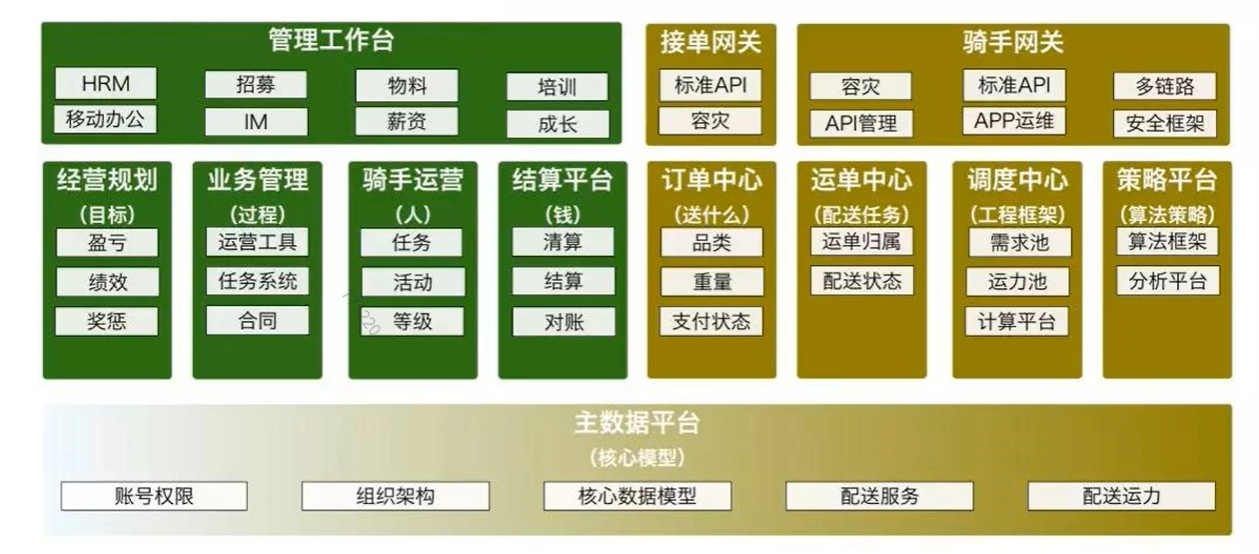 管理工作台
HRM
招募
物料
培训
移动办公
IM
薪资
成长
接单网关
标准API
容灾
骑手网关
容灾
标准API
多链路
API管理
APP运维
安全框架
经营规划
（目标）
盈亏
绩效
奖惩
业务管理
（过程）
运营工具
任务系统
合同
骑手运营
（人）
任务
活动
等级
结算平台
（钱）
清算
结算
对账
订单中心
（送什么）
品类
重量
支付状态
运单中心
（配送任务）
运单归属
配送状态
调度中心
（工程框架）
需求池
运力池
计算平台
策略平台
（算法策略）
算法框架
分析平台
主数据平台
（核心模型）
账号权限
组织架构
核心数据模型
配送服务
配送运力